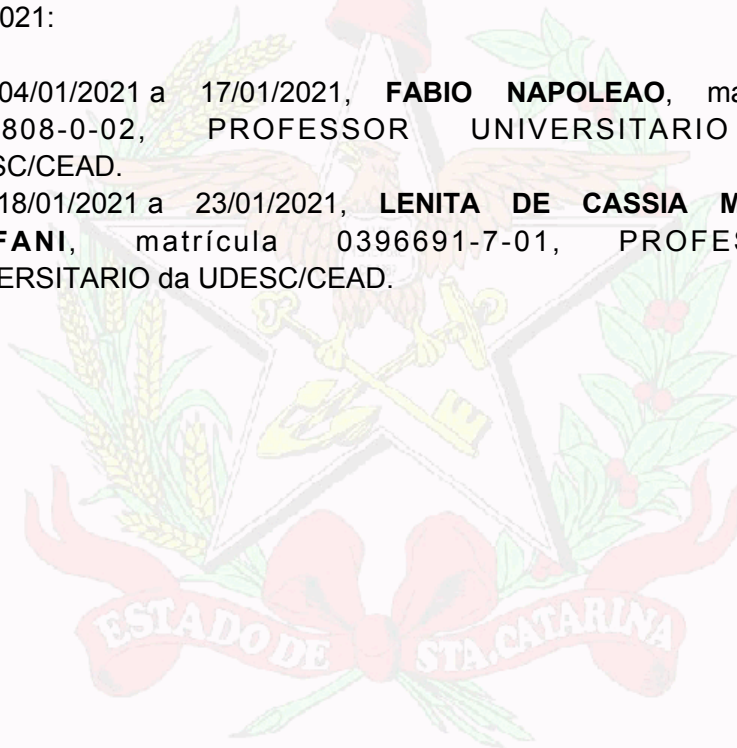 021:
04/01/2021 a 17/01/2021, FABIO NAPOLEAO, ma
808-0-02, PROFESSOR UNIVERSITARIO
SC/CEAD.
18/01/2021 a 23/01/2021, LENITA DE CASSIA M
FANI, matrícula 0396691-7-01, PROFES
ERSITARIO da UDESC/CEAD.
ESTADO DE STA. CATARINA